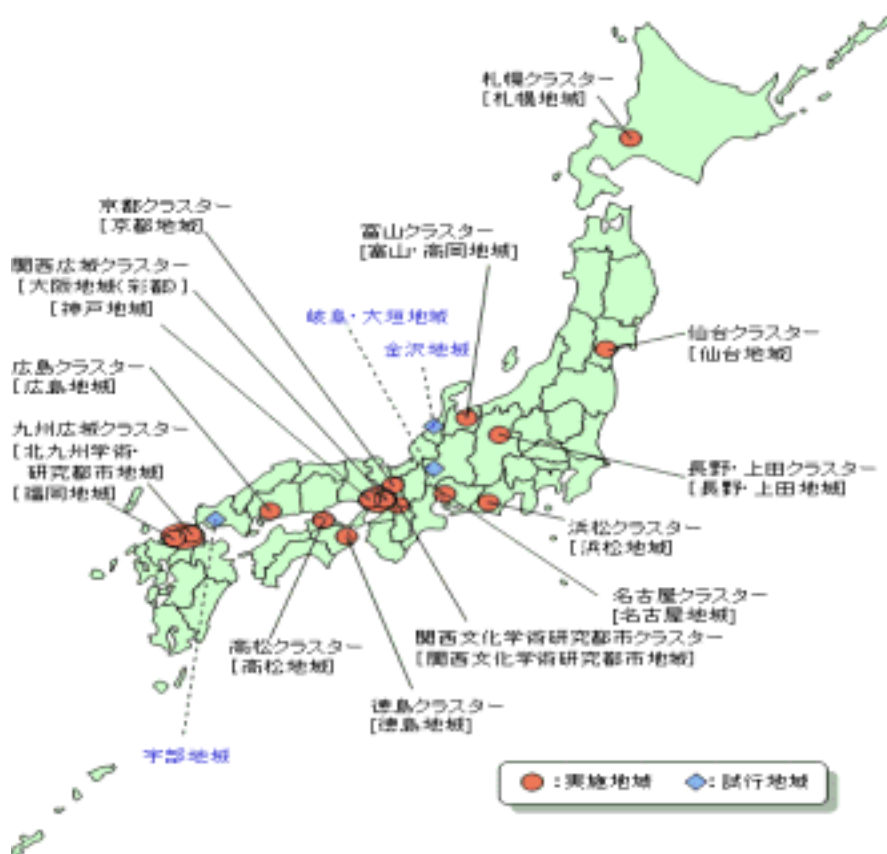 札幌クラスター
[札幌地域]
京都クラスター
[京都地域]
富山クラスター
[富山・高岡地域]
関西広域クラスター
[大阪地域(彩都)]
[神戸地域]
岐阜・大垣地域
金沢地域
仙台クラスター
[仙台地域]
広島クラスター
[広島地域]
九州広域クラスター
[北九州学術・
研究都市地域]
[福岡地域]
長野・上田クラスター
[長野・上田地域]
浜松クラスター
[浜松地域]
名古屋クラスター
[名古屋地域]
関西文化学術研究都市クラスター
[関西文化学術研究都市地域]
高松クラスター
[高松地域]
徳島クラスター
[徳島地域]
宇部地域
:実施地域
:試行地域